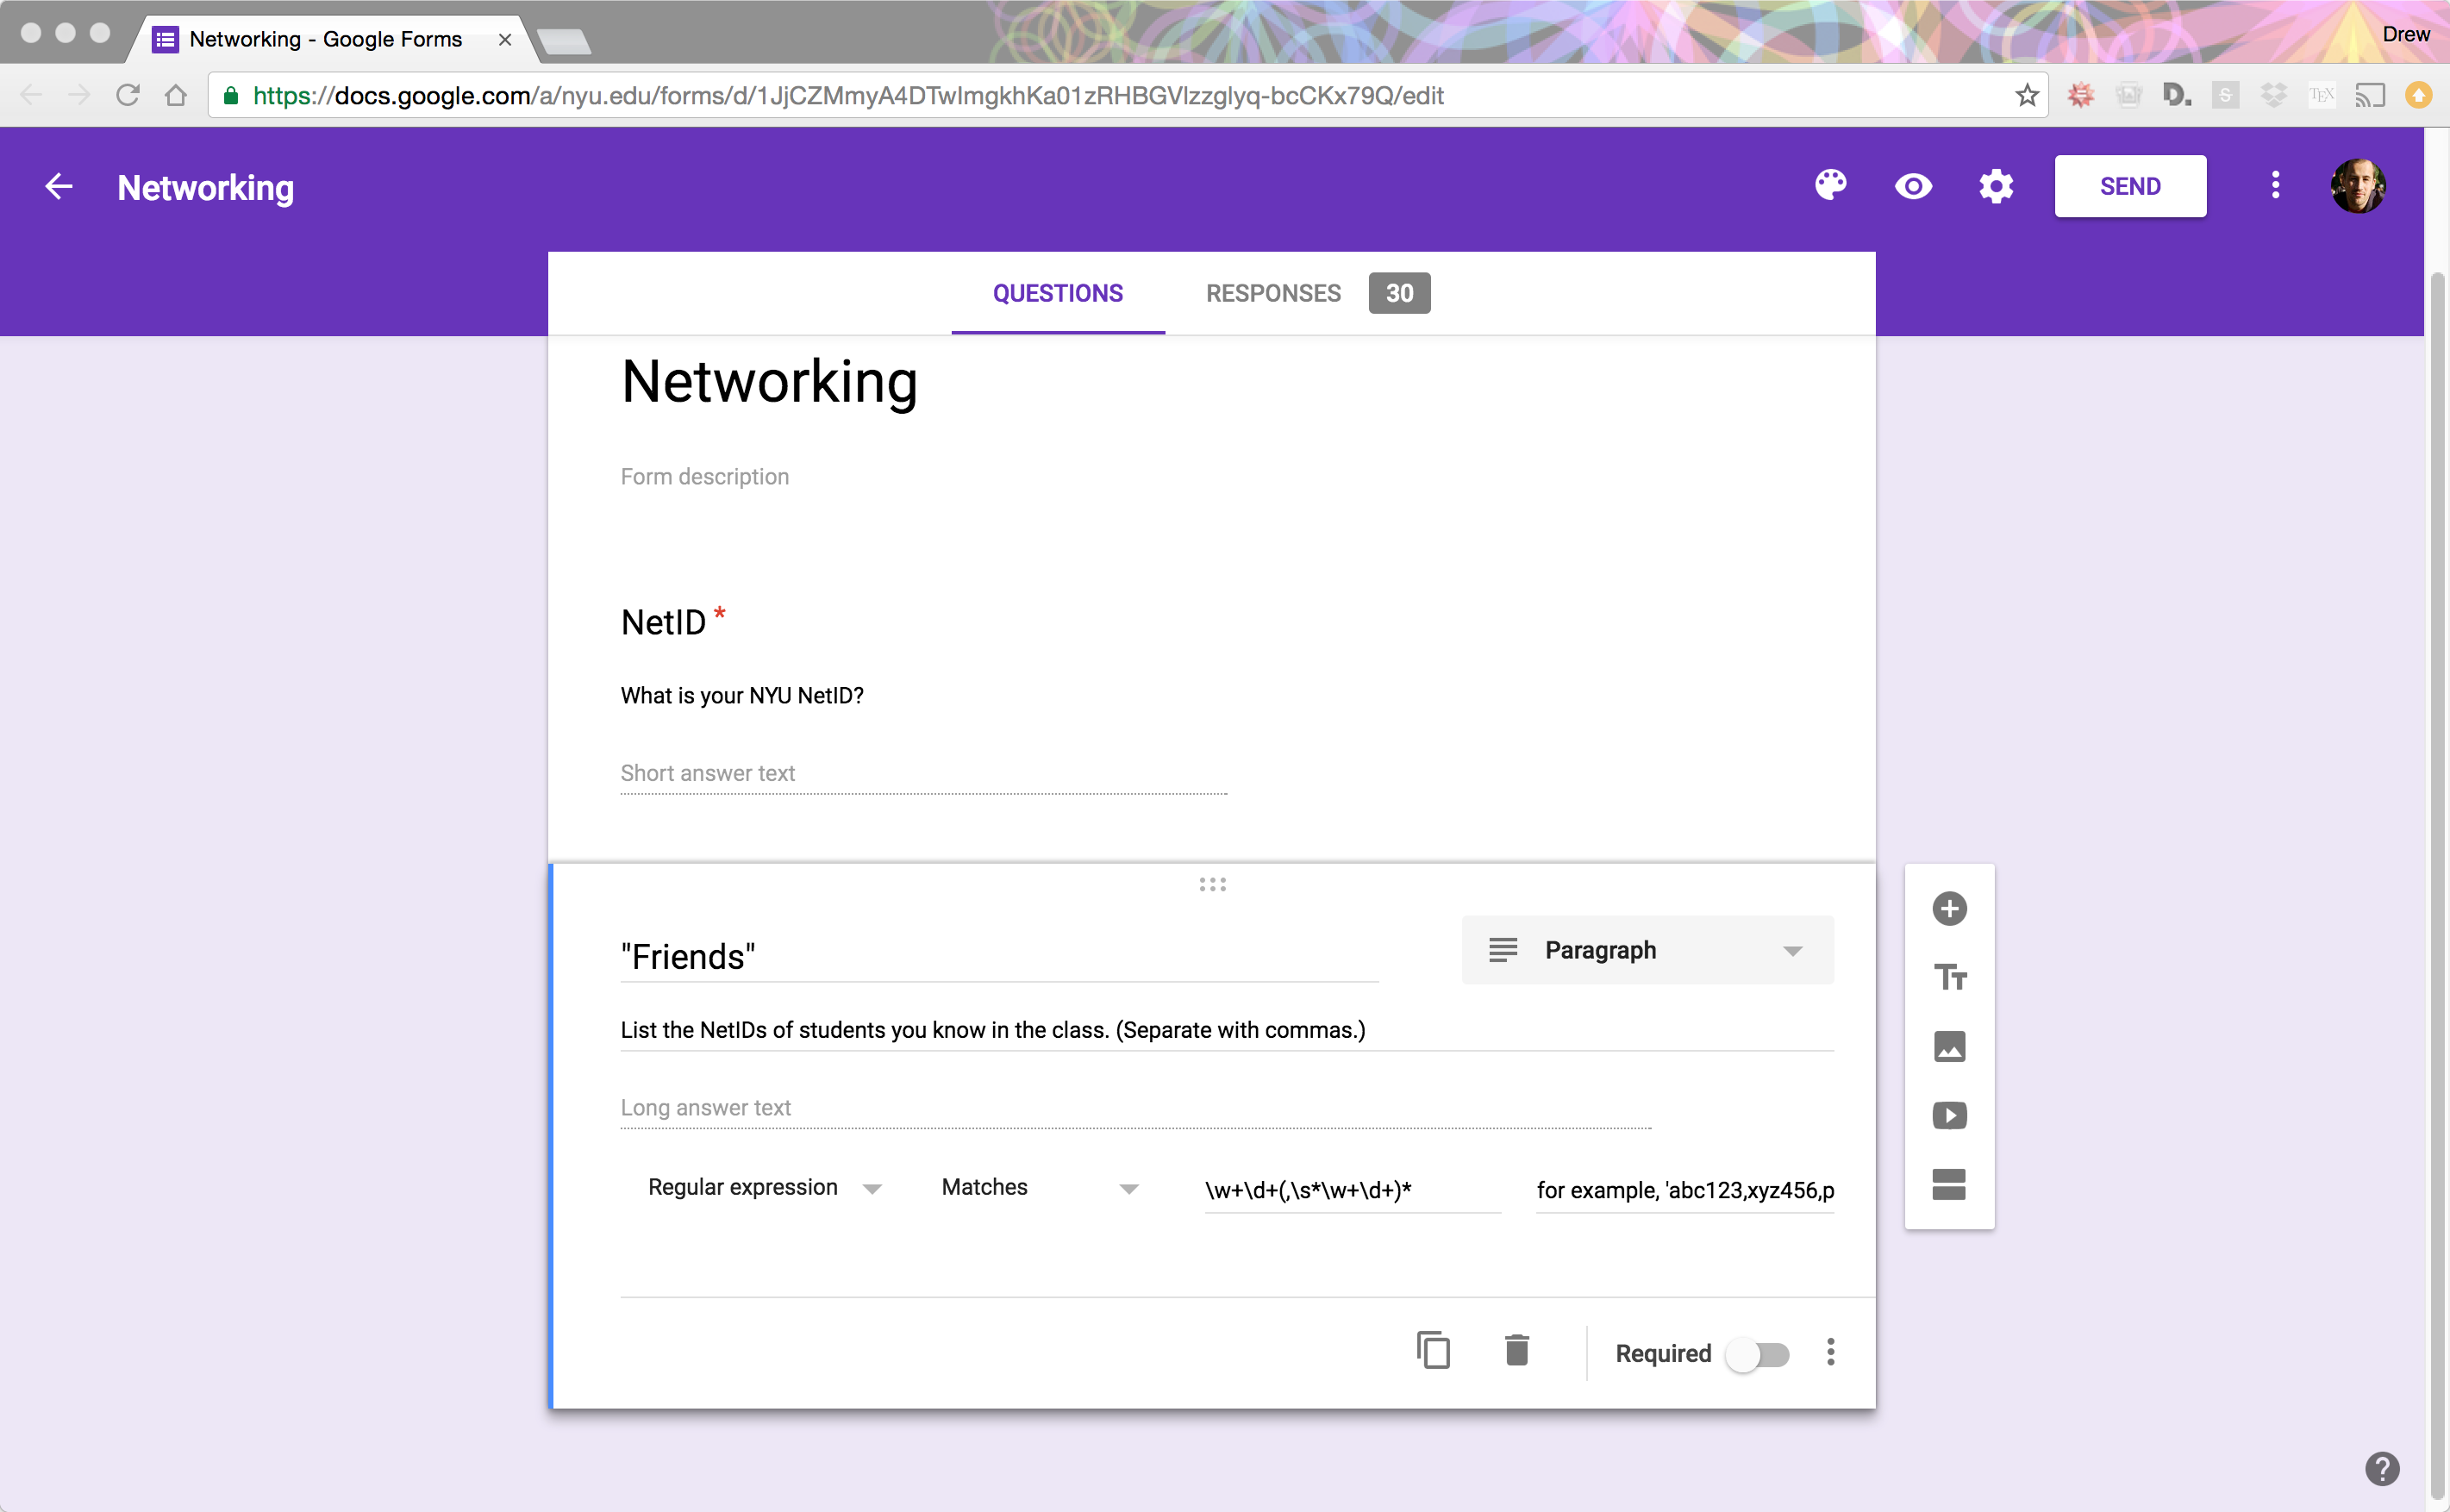 Networking - Google Forms
Drew
https://docs.google.com/a/nyu.edu/forms/d/1JjCZMmyA4DTwImgkhKa01zRHBGVlzzglyq-bcCKx79Q/edit
D.
S
TEX
Networking
SEND
QUESTIONS
RESPONSES 30
Networking
Form description
NetID *
What is your NYU NetID?
Short answer text
"Friends"
Paragraph
List the NetIDs of students you know in the class. (Separate with commas.)
Long answer text
Regular expression
Matches
\w+\d+(,\s*\w+\d+)*
for example, 'abc123,xyz456,p
Required